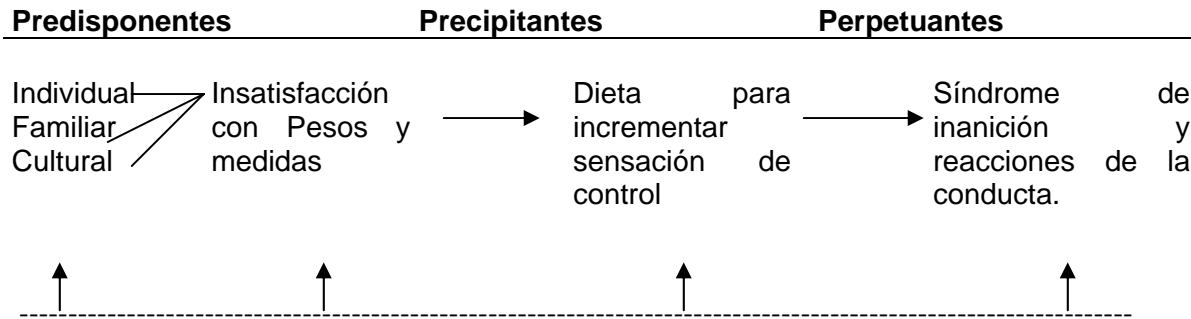 Predisponentes Precipitantes Perpetuantes
Individual Insatisfacción Dieta para Síndrome de
Familiar con Pesos y incrementar inanición y
Cultural medidas sensación de reacciones de la
control conducta.